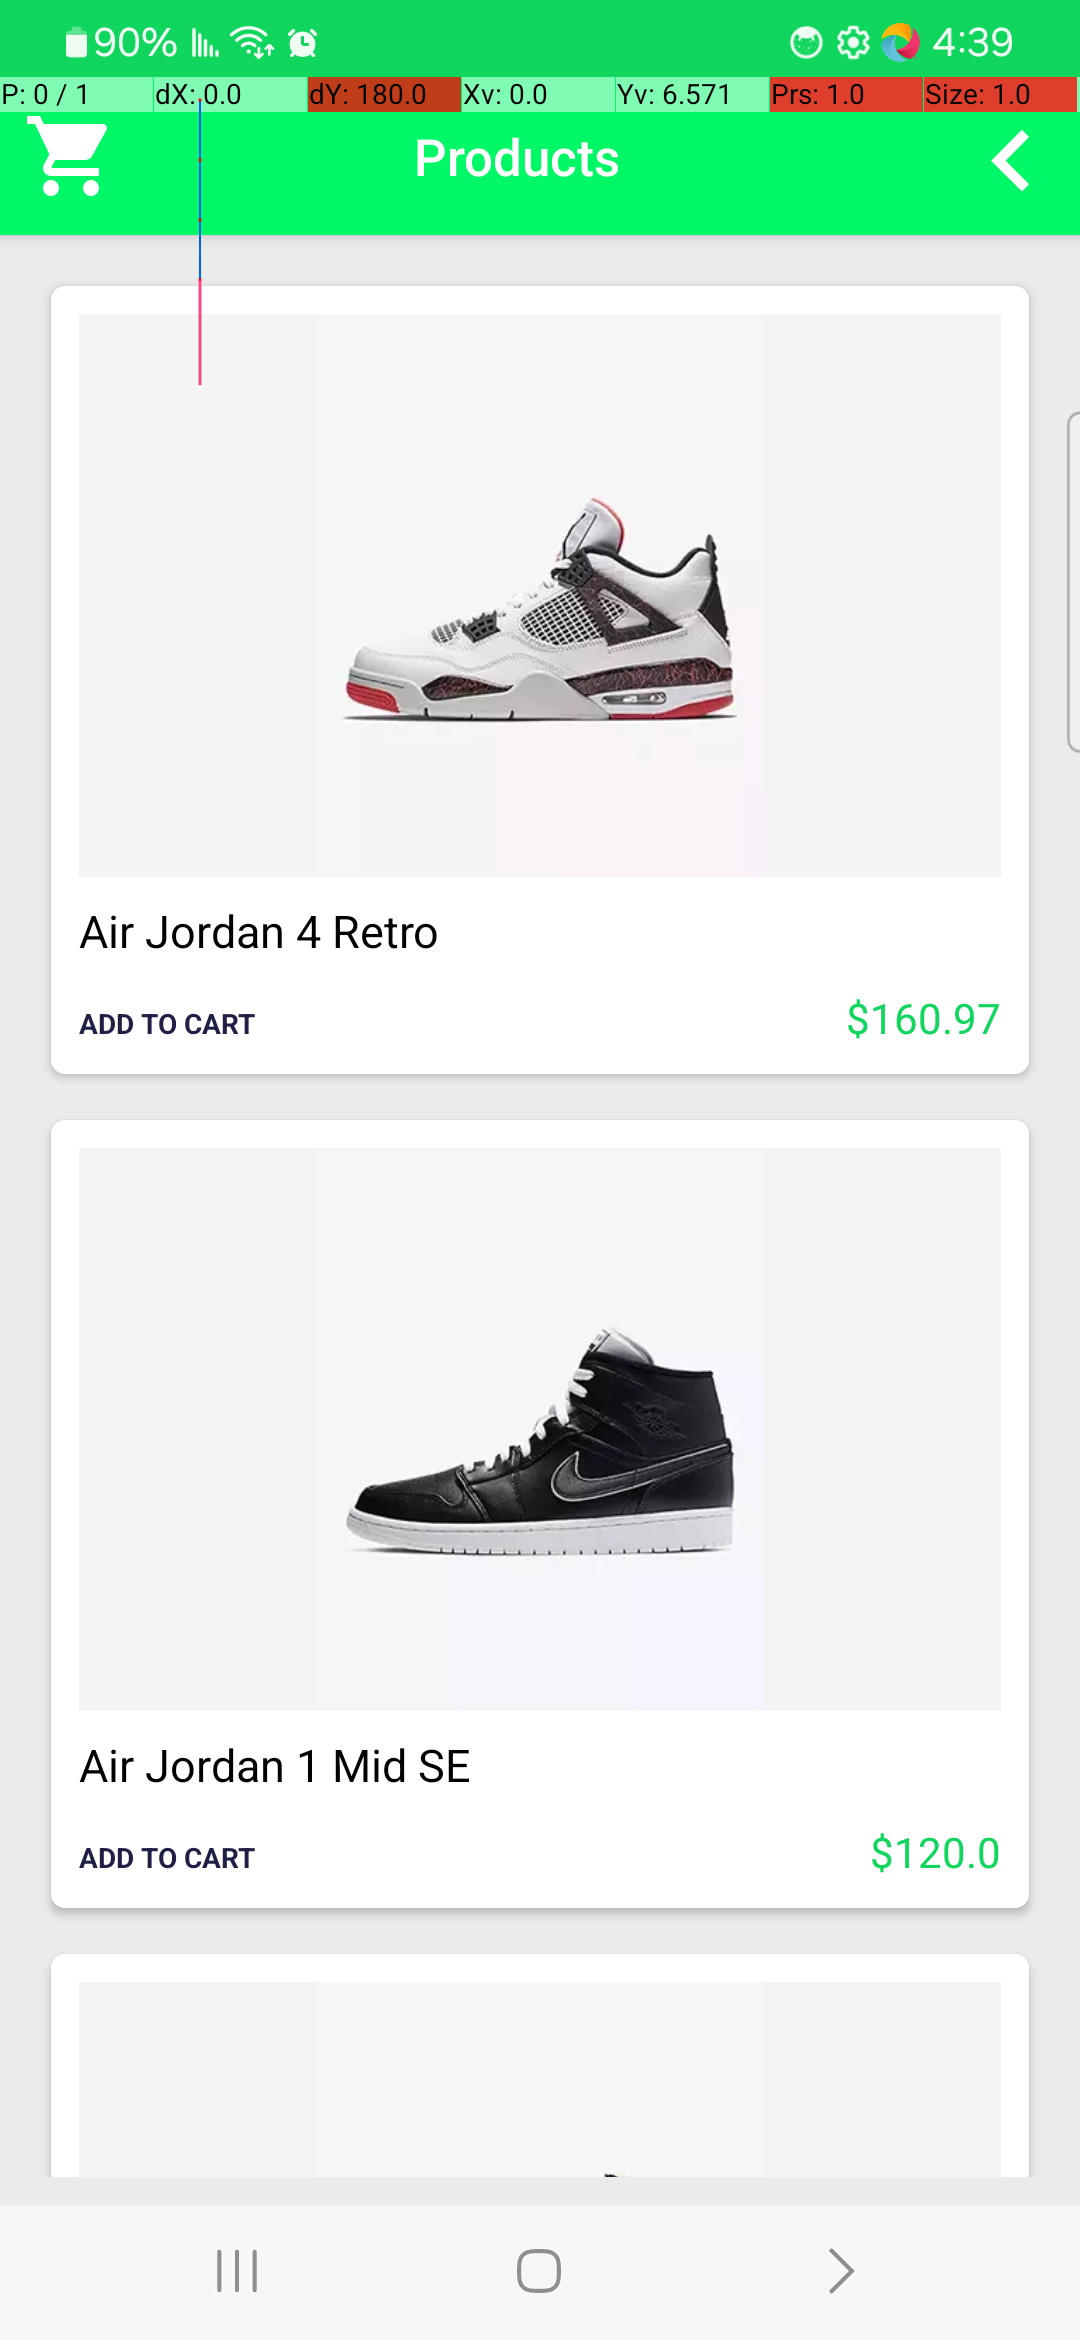 90% 4:39
P: 0 / 1 dX: 0.0 dY: 180.0 Xv: 0.0 Yv: 6.571 Prs: 1.0 Size: 1.0
Products
Air Jordan 4 Retro
ADD TO CART $160.97
Air Jordan 1 Mid SE
ADD TO CART $120.0